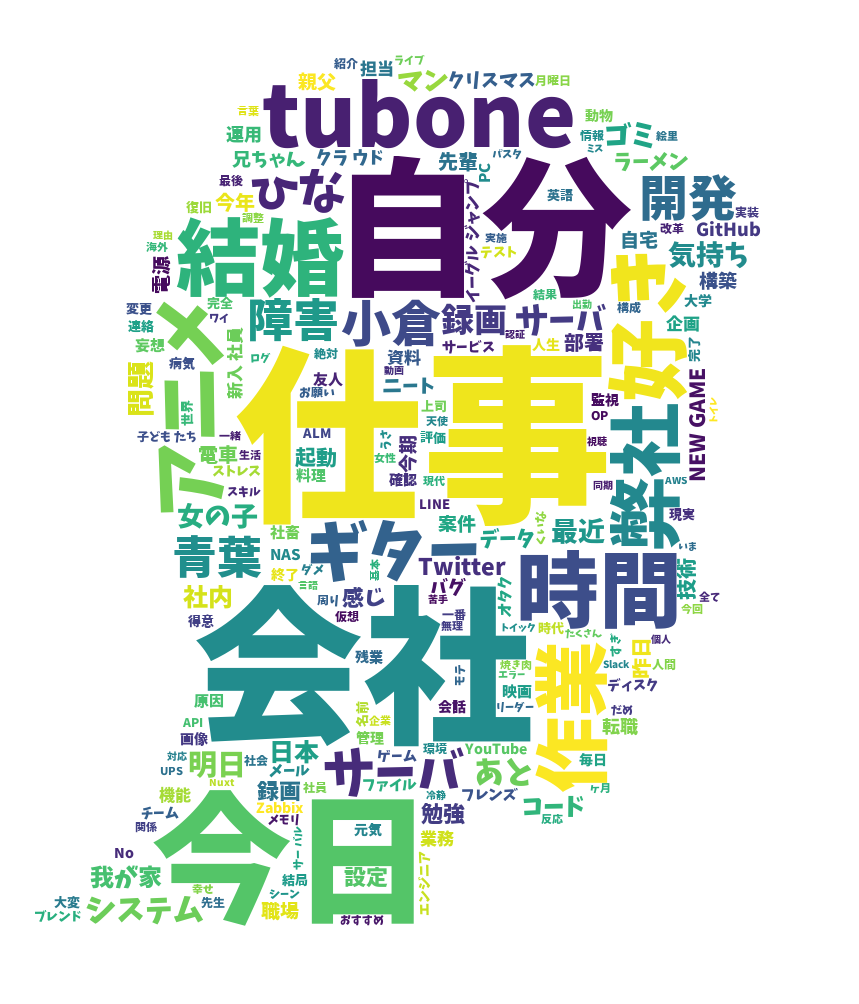 ライブ
紹介
担当
親父
マン
クリスマス
月曜日
tubone
言葉
動物
運用
情報
ゴミ
絵里
ミス
兄ちゃん
クラウド
先輩
パスタ
PC
ラーメン
最後
ひな
自分
英語
開発
実装
復旧
今年
調整
イーグルジャンプ
改革
GitHub
理由
海外
結婚
実施
テスト
自宅
気持ち
電源
構築
好き
完全
変更
ワイ
障害
小倉
録画
サーバ
結果
出勤
構成
大学
連絡
認証
企画
妄想
アニメ
新入社員
ログ
絶対
資料
サービス
人生
部署
完了
病気
動画
問題
友人
ニート
お願い
仕事
監視
NEW GAME
世界
上司
OP
トイレ
天使
子どもたち
一緒
ALM
うさ
評価
視聴
弊社
電車
生活
起動
女性
今期
ストレス
料理
確認
現代
同期
AWS
スキル
LINE
女の子
案件
現実
社畜
ギター
データ
くらい
最近
いま
青葉
NAS
Twitter
時間
技術
終了
ダメ
基本
言語
バグ
社内
周り
感じ
苦手
オタク
全て
今回
得意
仮想
一番
無理
トイック
時代
たくさん
すぎ
個人
会社
残業
モテ
焼き肉
エラー
作業
昨日
Slack
人間
映画
ディスク
原因
リーダー
名前
企業
会話
だめ
転職
API
画像
管理
環境
YouTube
明日
日本
ゲーム
毎日
対応
社会
サーバ
あと
UPS
メール
Nuxt
ファイル
ヶ月
機能
録画
社員
冷静
フレンズ
コード
チーム
Zabbix
勉強
メモリ
反応
関係
今日
元気
業務
No
我が家
結局
設定
エンジニア
幸せ
シーン
大変
先生
ブレンド
システム
職場
おすすめ